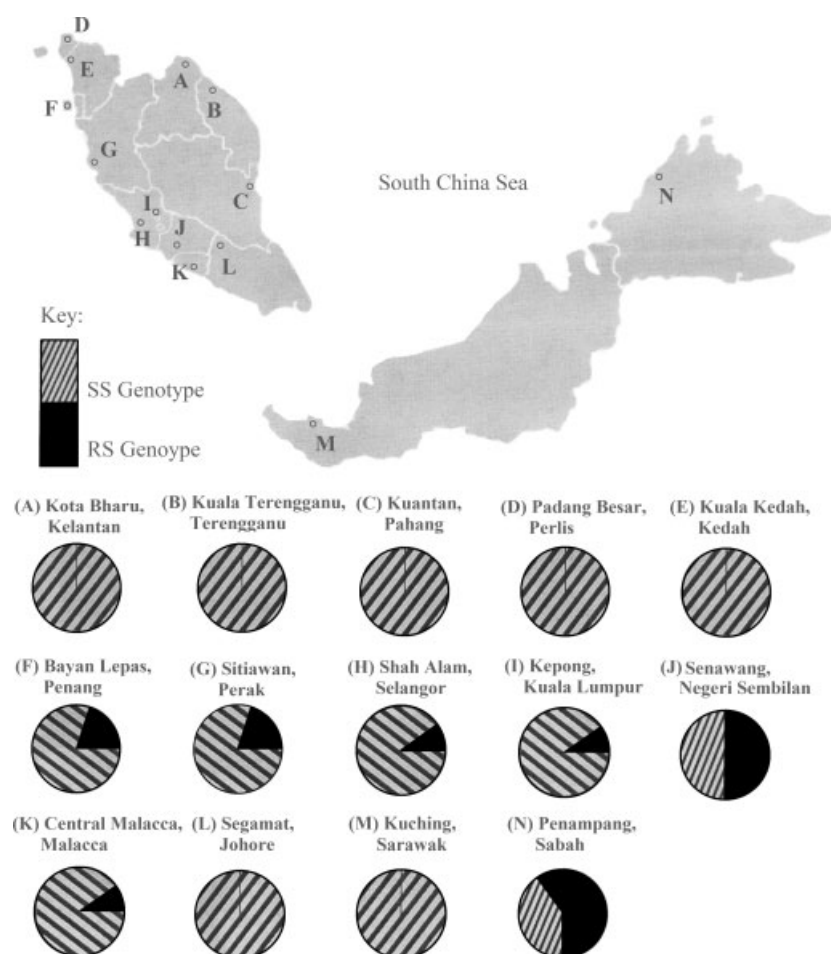 D
E
A
B
F
G
South China Sea
N
C
I
J
H
L
K
Key:
SS Genotype
RS Genoype
M
(A) Kota Bharu,
Kelantan
(B) Kuala Terengganu,
Terengganu
(C) Kuantan,
Pahang
(D) Padang Besar,
Perlis
(E) Kuala Kedah,
Kedah
(F) Bayan Lepas,
Penang
(G) Sitiawan,
Perak
(H) Shah Alam,
Selangor
(I) Kepong,
Kuala Lumpur
(J) Senawang,
Negeri Sembilan
(K) Central Malacca,
Malacca
(L) Segamat,
Johore
(M) Kuching,
Sarawak
(N) Penampang,
Sabah